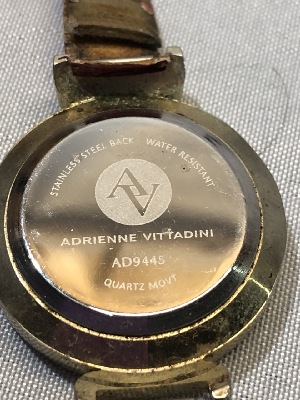 STAINLESS STEEL BACK WATER RESISTANT
AV
ADRIENNE VITTADINI
AD9445
QUARTZ MOVT